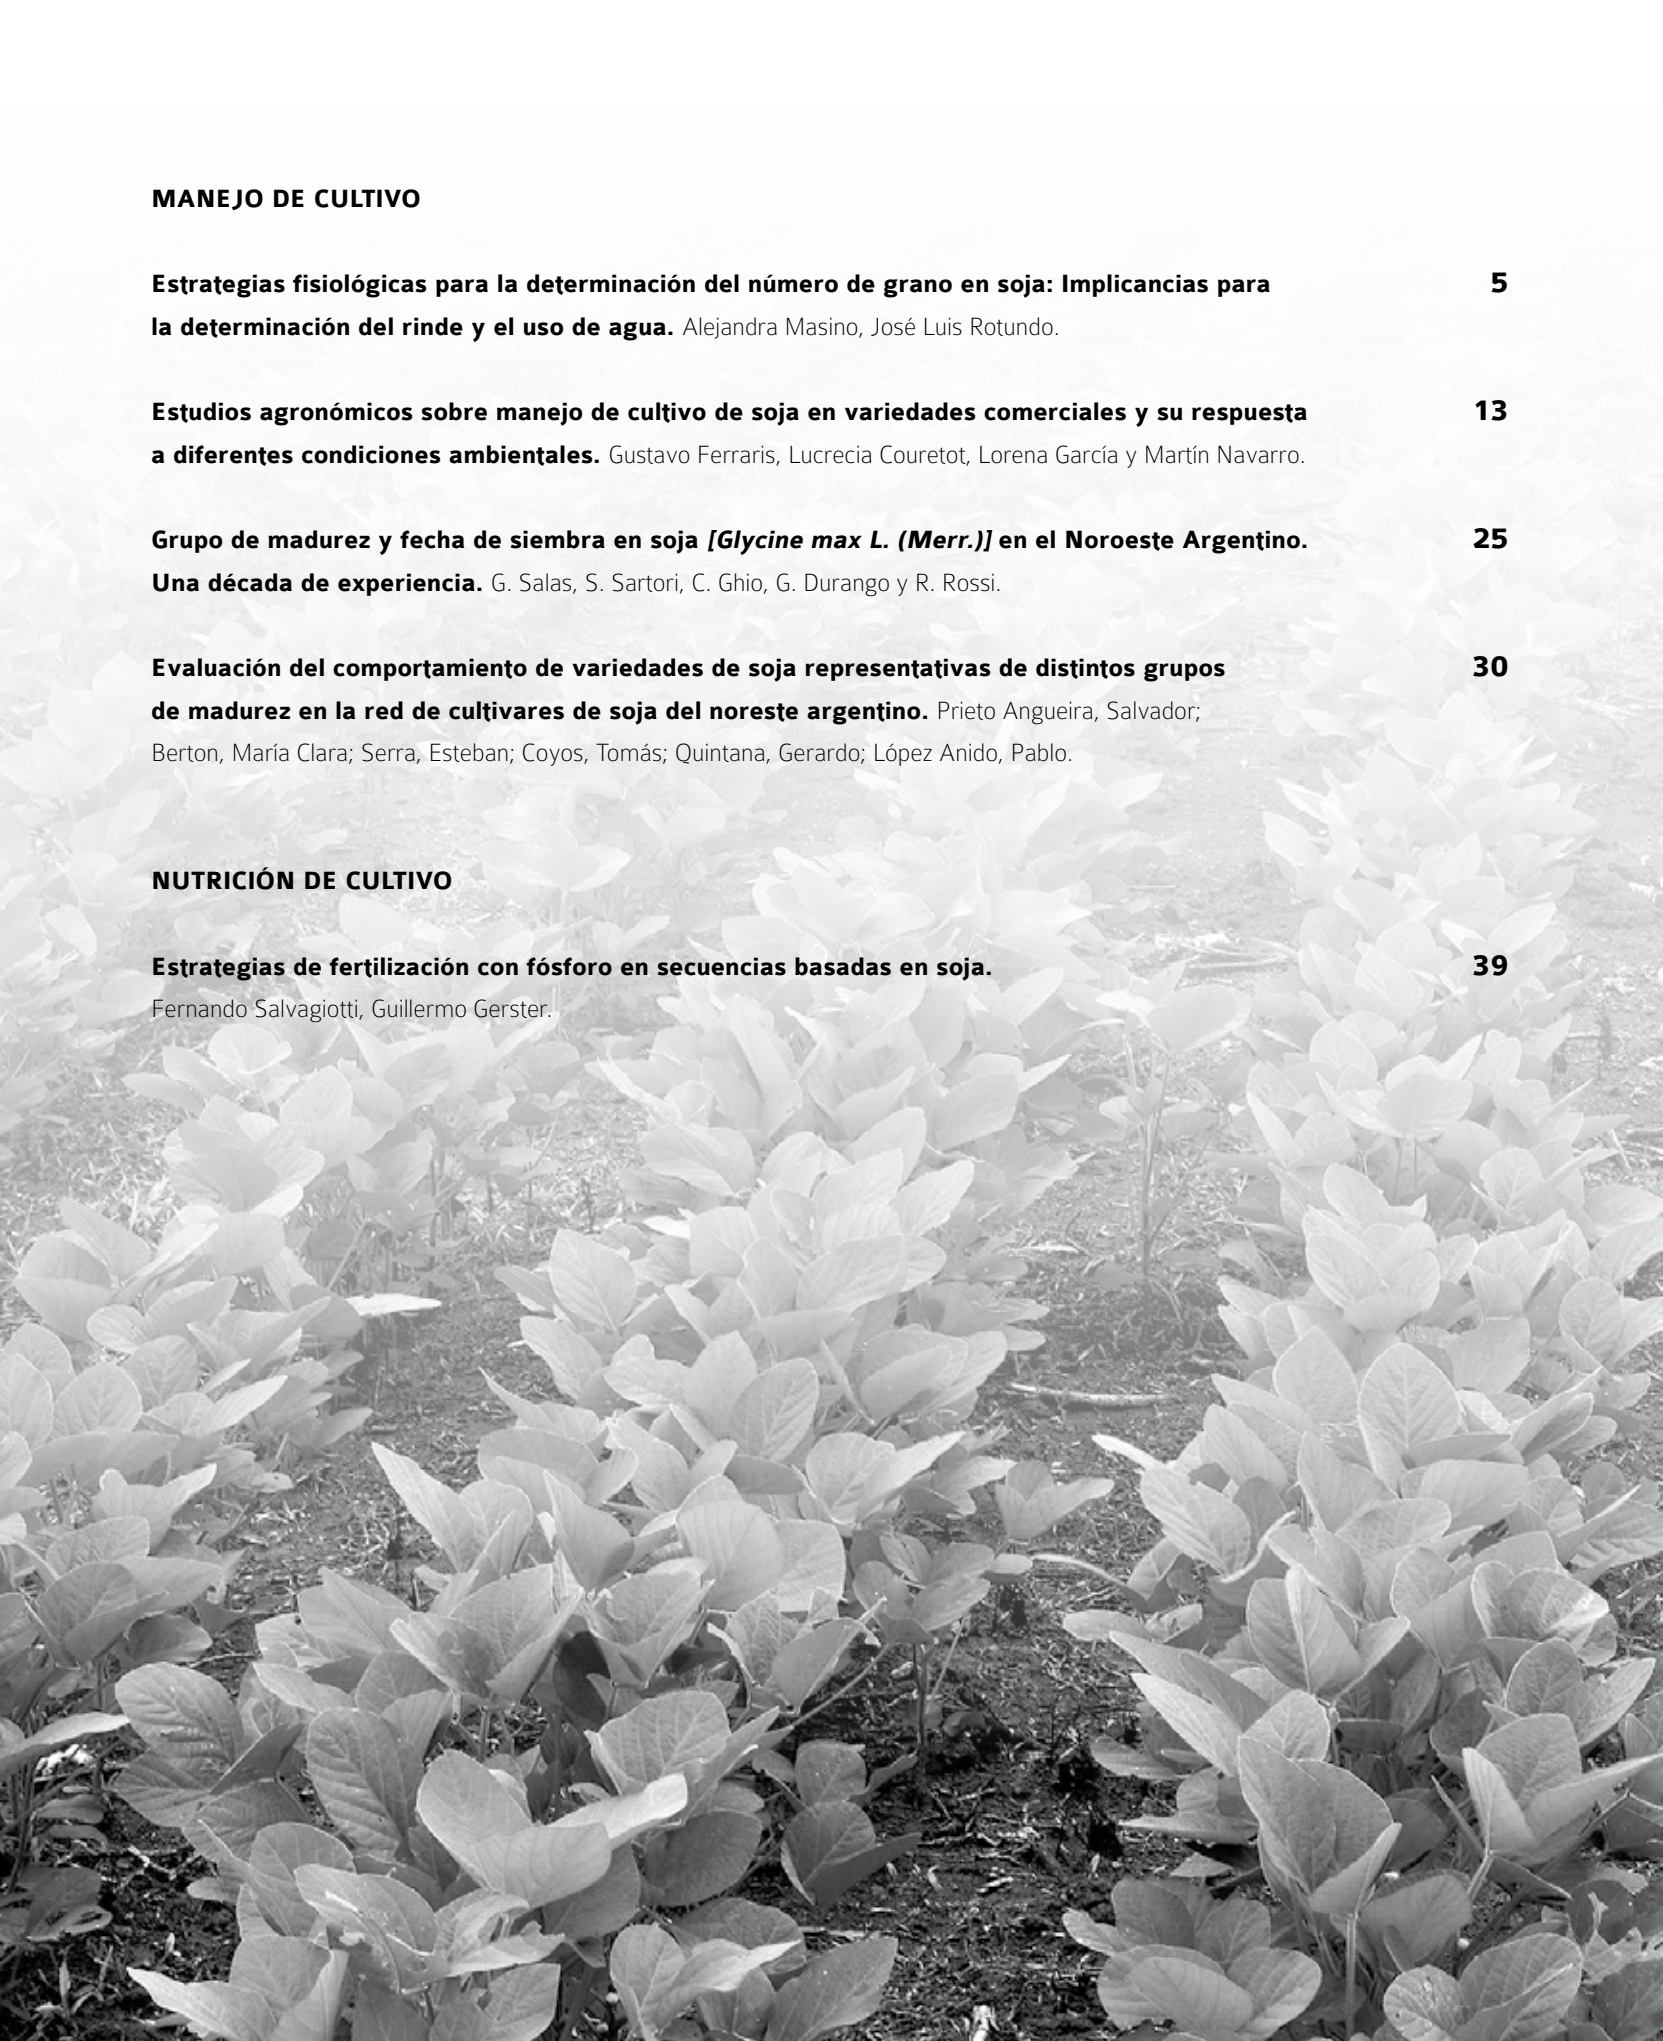 MANEJO DE CULTIVO
Estrategias fisiológicas para la determinación del número de grano en soja: Implicancias para 5
la determinación del rinde y el uso de agua. Alejandra Masino, José Luis Rotundo.
Estudios agronómicos sobre manejo de cultivo de soja en variedades comerciales y su respuesta 13
a diferentes condiciones ambientales. Gustavo Ferraris, Lucrecia Couretot, Lorena García y Martín Navarro.
Grupo de madurez y fecha de siembra en soja [Glycine max L. (Merr.)] en el Noroeste Argentino. 25
Una década de experiencia. G. Salas, S. Sartori, C. Ghio, G. Durango y R. Rossi.
Evaluación del comportamiento de variedades de soja representativas de distintos grupos 30
de madurez en la red de cultivares de soja del noreste argentino. Prieto Angueira, Salvador;
Berton, María Clara; Serra, Esteban; Coyos, Tomás; Quintana, Gerardo; López Anido, Pablo.
NUTRICIÓN DE CULTIVO
Estrategias de fertilización con fósforo en secuencias basadas en soja. 39
Fernando Salvagiotti, Guillermo Gerster.